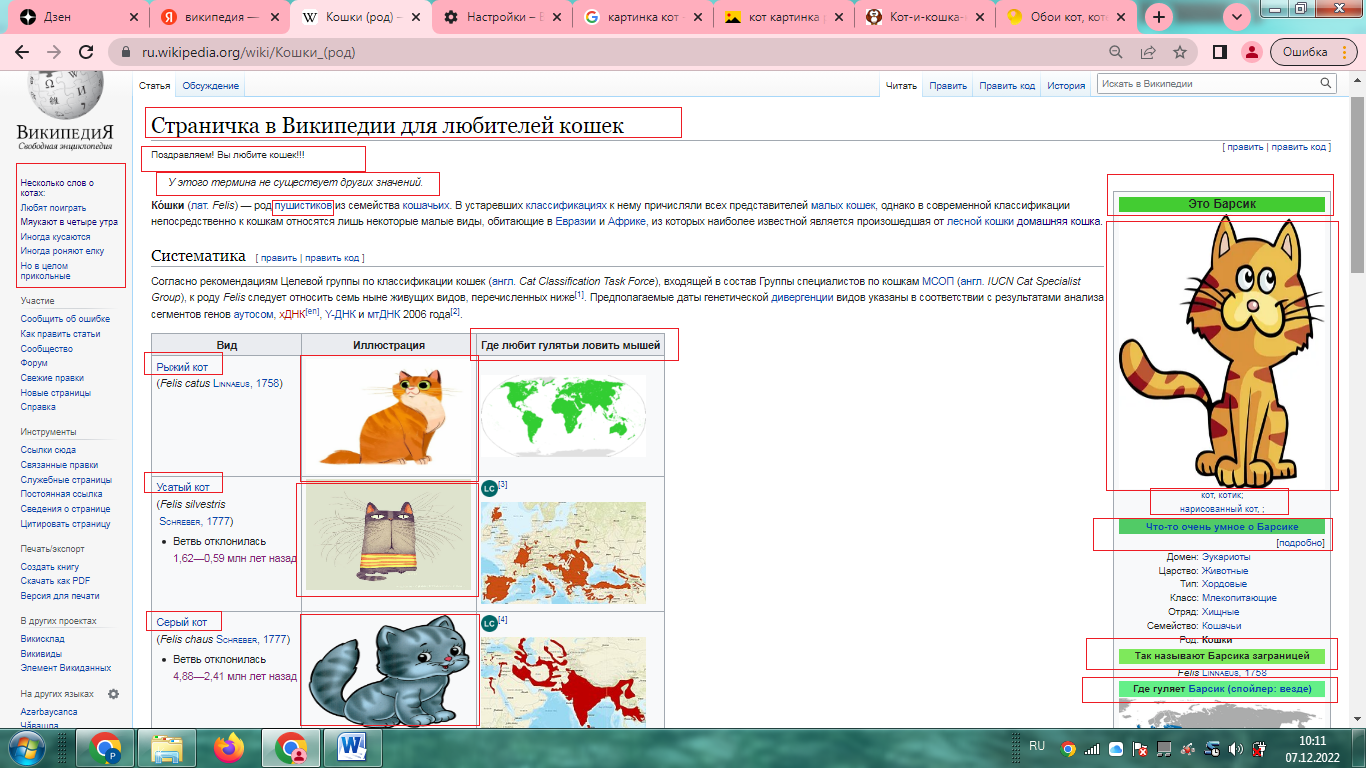 Дзен
википедия —
Кошки (род) –
Настройки – Б
картинка кот
кот картинка р
Кот-и-кошка-
Обои кот, кот
ru.wikipedia.org/wiki/Кошки_(род)
Ошибка
ВикипедиЯ
Свободная энциклопедия
Статья
Обсуждение
Читать
Править
Править код
История
Искать в Википедии
Страничка в Википедии для любителей кошек
[ править | править код ]
Поздравляем! Вы любите кошек!!!
У этого термина не существует других значений.
Ко́шки (лат. Felis) — род пушистиков из семейства кошачьих. В устаревших классификациях к нему причисляли всех представителей малых кошек, однако в современной классификации
непосредственно к кошкам относятся лишь некоторые малые виды, обитающие в Евразии и Африке, из которых наиболее известной является произошедшая от лесной кошки домашняя кошка.
Систематика [ править | править код ]
Согласно рекомендациям Целевой группы по классификации кошек (англ. Cat Classification Task Force), входящей в состав Группы специалистов по кошкам МСОП (англ. IUCN Cat Specialist
Group), к роду Felis следует относить семь ныне живущих видов, перечисленных ниже[1]. Предполагаемые даты генетической дивергенции видов указаны в соответствии с результатами анализа
сегментов генов аутосом, хДНК[en], Y-ДНК и мтДНК 2006 года[2].
Вид
Иллюстрация
Где любит гулятьи ловить мышей
Рыжий кот
(Felis catus Linnaeus, 1758)
Усатый кот
(Felis silvestris
Schreber, 1777)
• Ветвь отклонилась
1,62—0,59 млн лет назад
LC[3]
Серый кот
(Felis chaus Schreber, 1777)
• Ветвь отклонилась
4,88—2,41 млн лет назад
LC[4]
Несколько слов о
котах:
Любят поиграть
Мяукают в четыре утра
Иногда кусаются
Иногда роняют елку
Но в целом
прикольные
Участие
Сообщить об ошибке
Как править статьи
Сообщество
Форум
Свежие правки
Новые страницы
Справка
Инструменты
Ссылки сюда
Связанные правки
Служебные страницы
Постоянная ссылка
Сведения о странице
Цитировать страницу
Печать/экспорт
Создать книгу
Скачать как PDF
Версия для печати
В других проектах
Викисклад
Викивиды
Элемент Викиданных
На других языках
Azərbaycanca
Чӑвашла
Это Барсик
кот, котик;
нарисованный кот, ;
Что-то очень умное о Барсике
[подробно]
Домен: Эукариоты
Царство: Животные
Тип: Хордовые
Класс: Млекопитающие
Отряд: Хищные
Семейство: Кошачьи
Род: Кошки
Так называют Барсика заграницей
Felis Linnaeus, 1758
Где гуляет Барсик (спойлер: везде)
RU
10:11
07.12.2022